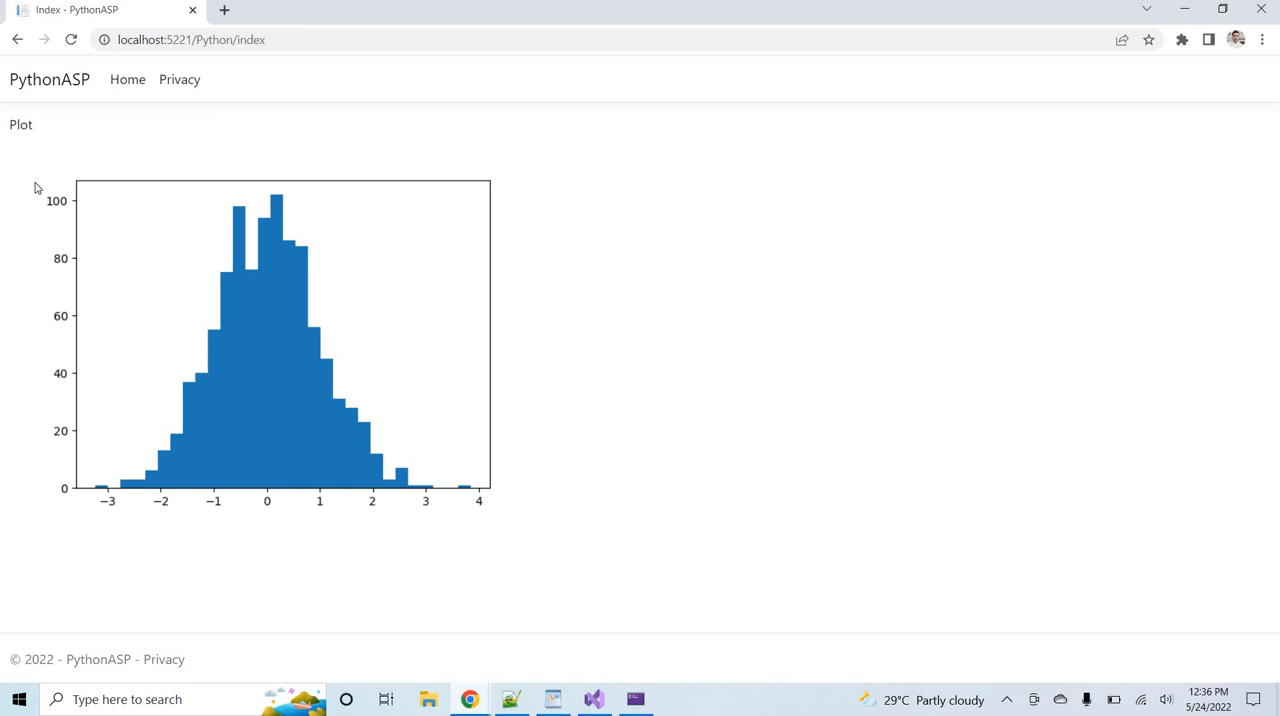 Index - PythonASP
localhost:5221/Python/index
PythonASP Home Privacy
Plot
100
80
60
40
20
0
−3 −2 −1 0 1 2 3 4
© 2022 - PythonASP - Privacy
Type here to search
29°C Partly cloudy
12:36 PM
5/24/2022